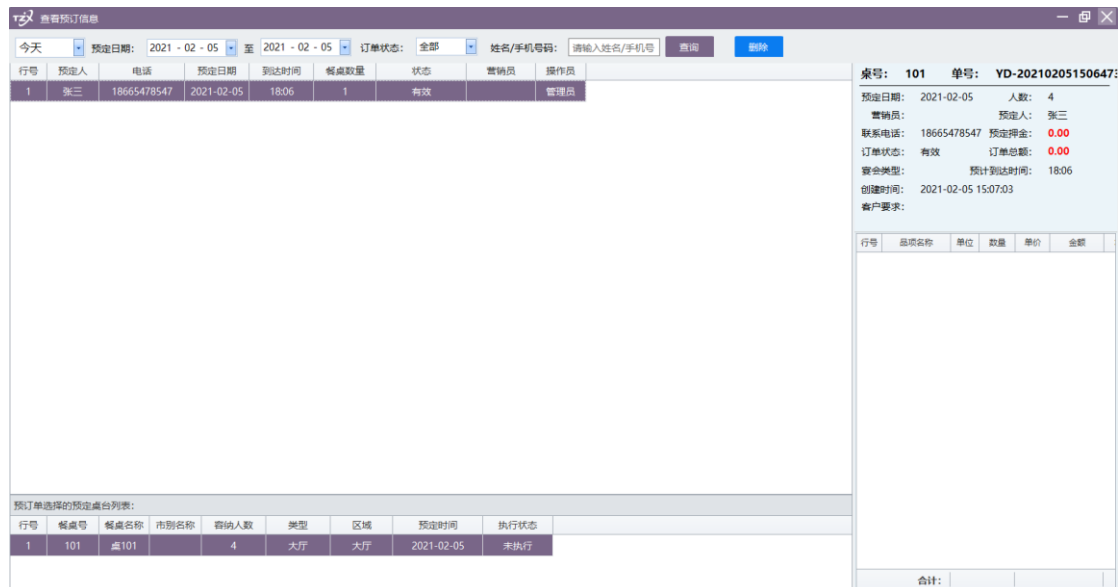 TZX 查看预订信息
今天 预定日期： 2021 - 02 - 05 至 2021 - 02 - 05 订单状态： 全部 姓名/手机号码： 请输入姓名/手机号 查询 删除
行号 预定人 电话 预定日期 到达时间 餐桌数量 状态 营销员 操作员
1 张三 18665478547 2021-02-05 18:06 1 有效 管理员
预订单选择的预定桌台列表：
行号 餐桌号 餐桌名称 市别名称 容纳人数 类型 区域 预定时间 执行状态
1 101 桌101 4 大厅 大厅 2021-02-05 未执行
桌号： 101 单号： YD-20210205150647
预定日期： 2021-02-05 人数： 4
营销员： 预定人： 张三
联系电话： 18665478547 预定押金： 0.00
订单状态： 有效 订单总额： 0.00
宴会类型： 预计到达时间： 18:06
创建时间： 2021-02-05 15:07:03
客户要求：
行号 品项名称 单位 数量 单价 金额
合计：